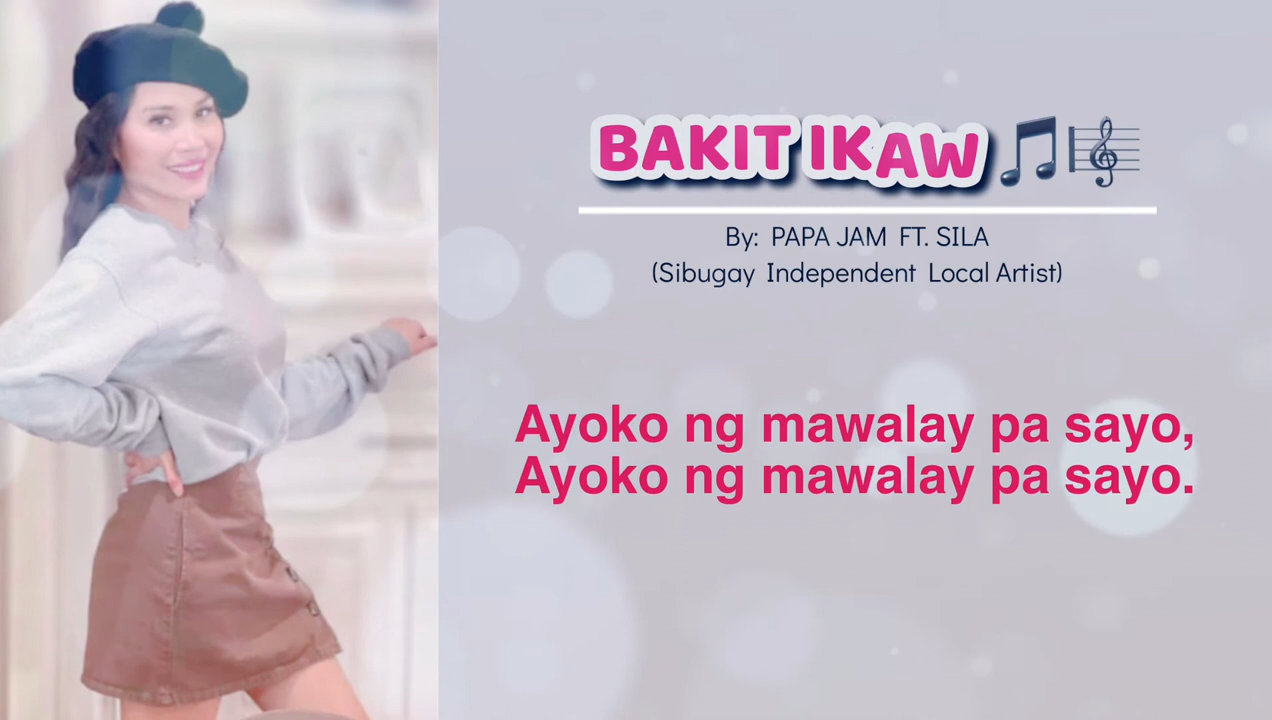 BAKIT IKAW
By: PAPA JAM FT. SILA
(Sibugay Independent Local Artist)
Ayoko ng mawalay pa sayo,
Ayoko ng mawalay pa sayo.